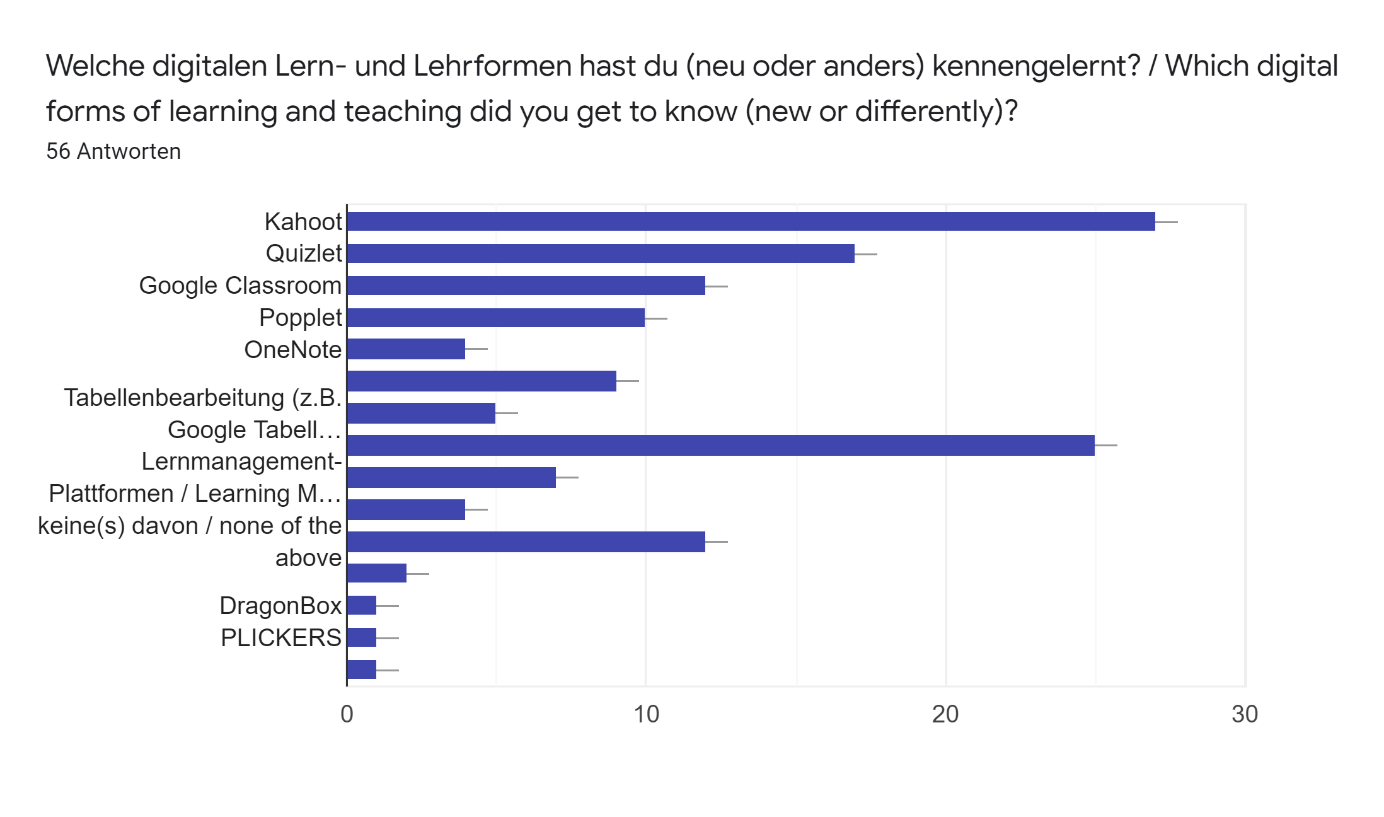 Welche digitalen Lern- und Lehrformen hast du (neu oder anders) kennengelernt? / Which digital
forms of learning and teaching did you get to know (new or differently)?
56 Antworten
Kahoot
Quizlet
Google Classroom
Popplet
OneNote
Tabellenbearbeitung (z.B.
Google Tabell…
Lernmanagement-
Plattformen / Learning M…
keine(s) davon / none of the
above
DragonBox
PLICKERS
0 10 20 30